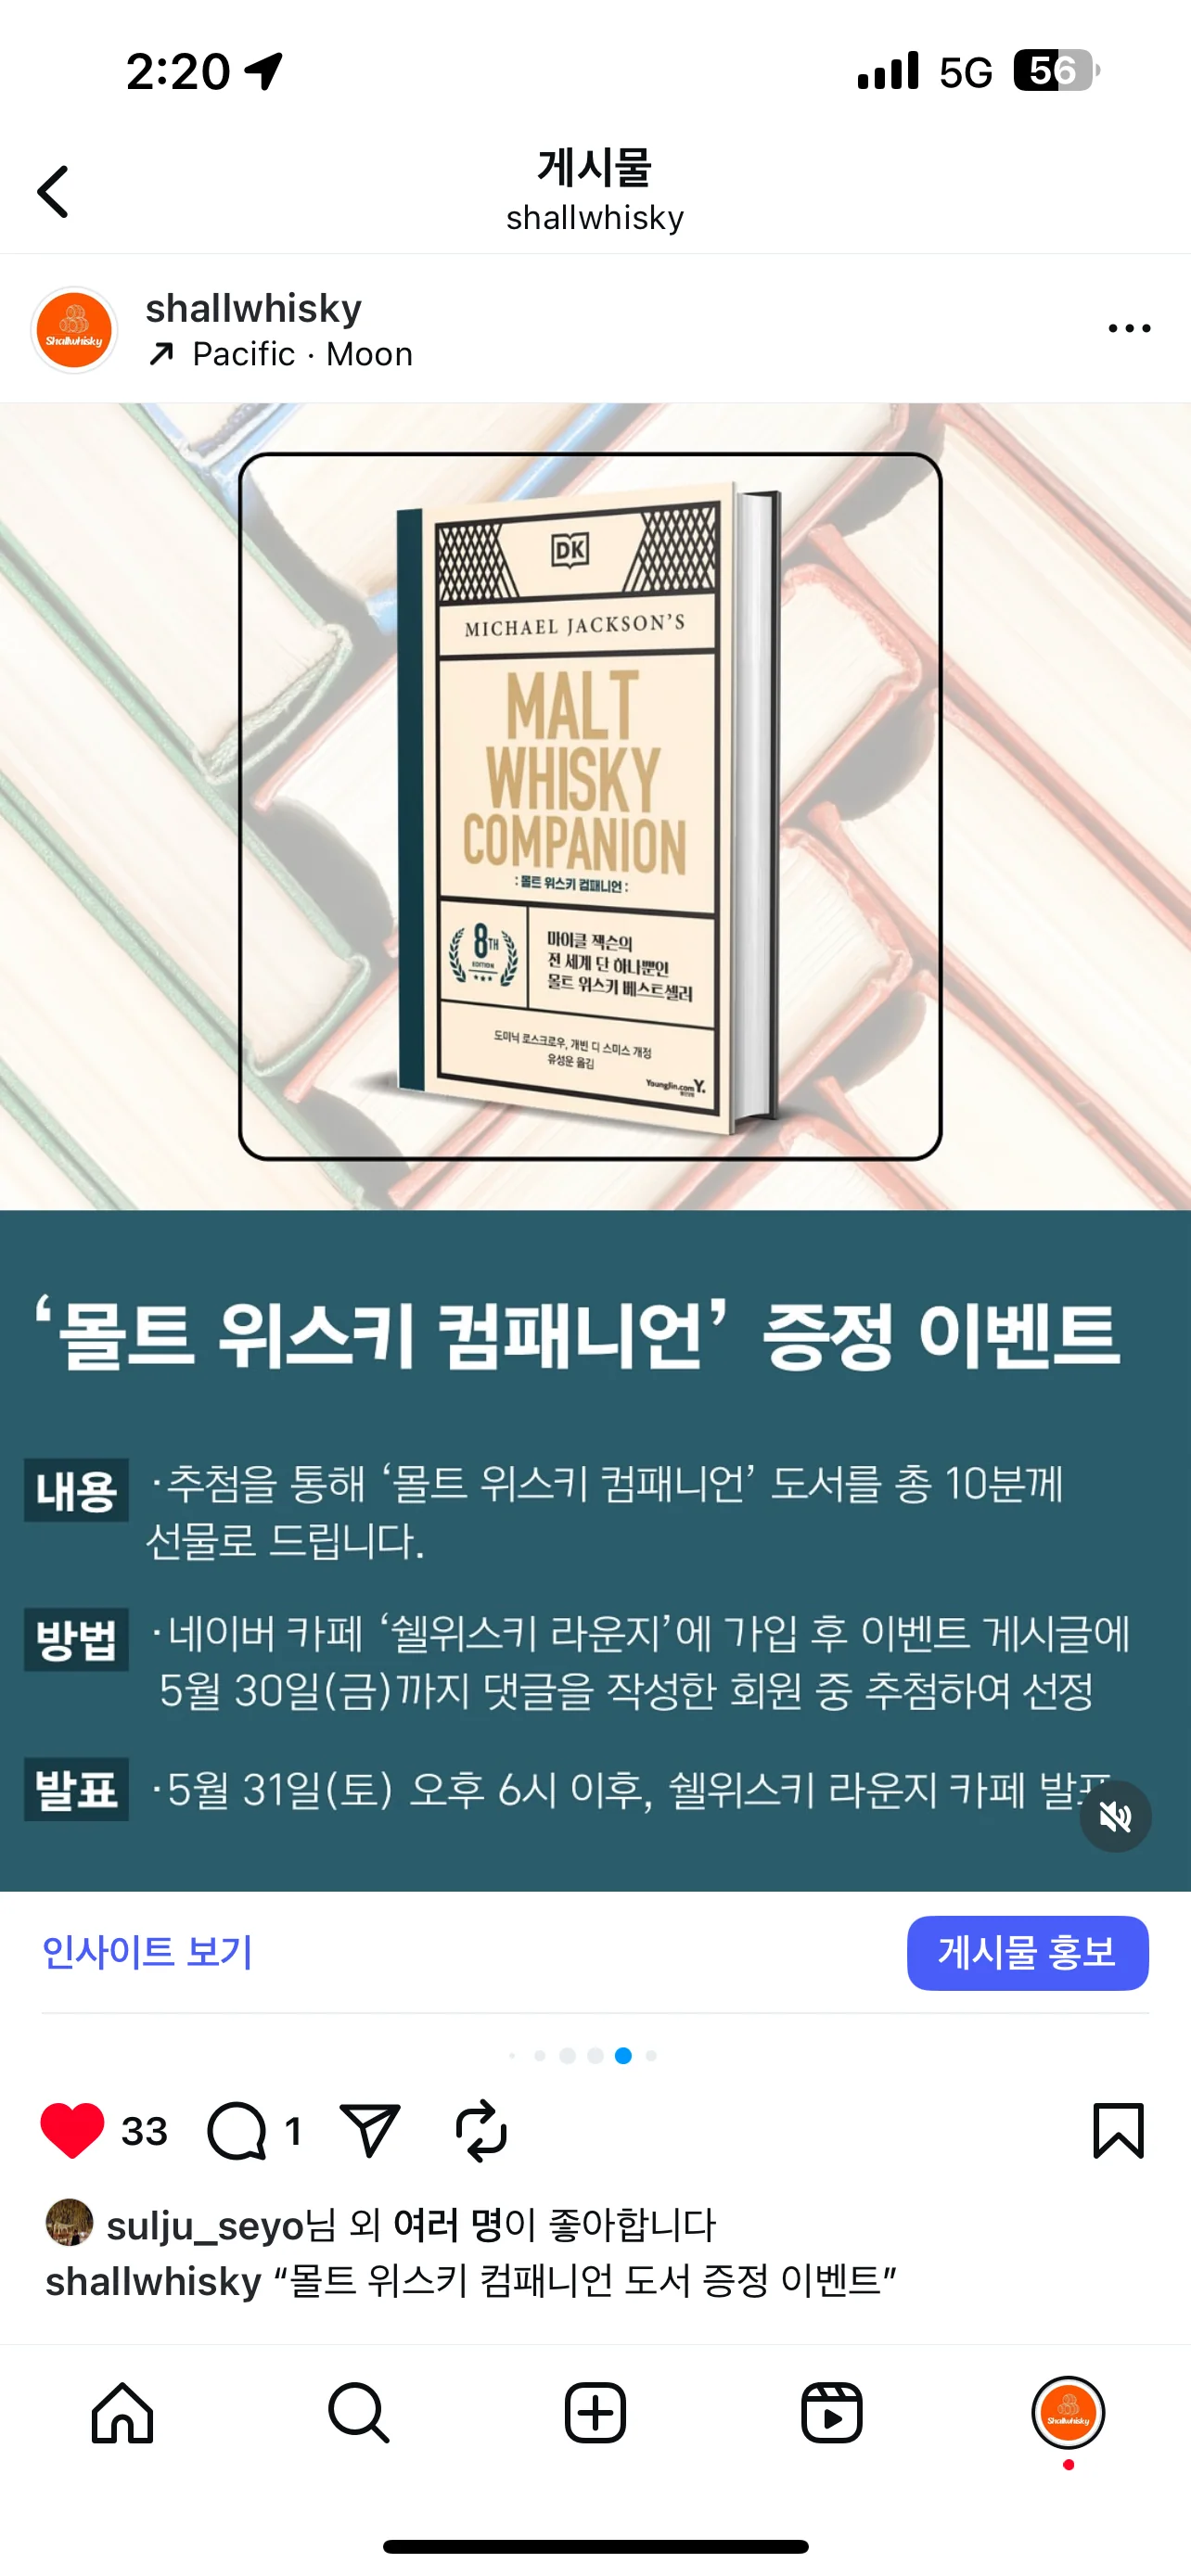 2:20
5G
56
게시물
shallwhisky
Shallwhisky
shallwhisky
Pacific · Moon
DK
MICHAEL JACKSON'S
MALT
WHISKY
COMPANION
: 몰트 위스키 컴패니언 :
8TH
EDITION
마이클 잭슨의
전 세계 단 하나뿐인
몰트 위스키 베스트셀러
도미닉 로스크로우, 개빈 디 스미스 개정
유성운 옮김
Youngjin.com Y.
‘몰트 위스키 컴패니언’ 증정 이벤트
내용 ·추첨을 통해 ‘몰트 위스키 컴패니언’ 도서를 총 10분께
선물로 드립니다.
방법 ·네이버 카페 ‘쉘위스키 라운지’에 가입 후 이벤트 게시글에
5월 30일(금)까지 댓글을 작성한 회원 중 추첨하여 선정
발표 ·5월 31일(토) 오후 6시 이후, 쉘위스키 라운지 카페 발표
인사이트 보기
게시물 홍보
33
1
sulju_seyo님 외 여러 명이 좋아합니다
shallwhisky “몰트 위스키 컴패니언 도서 증정 이벤트”
Shallwhisky